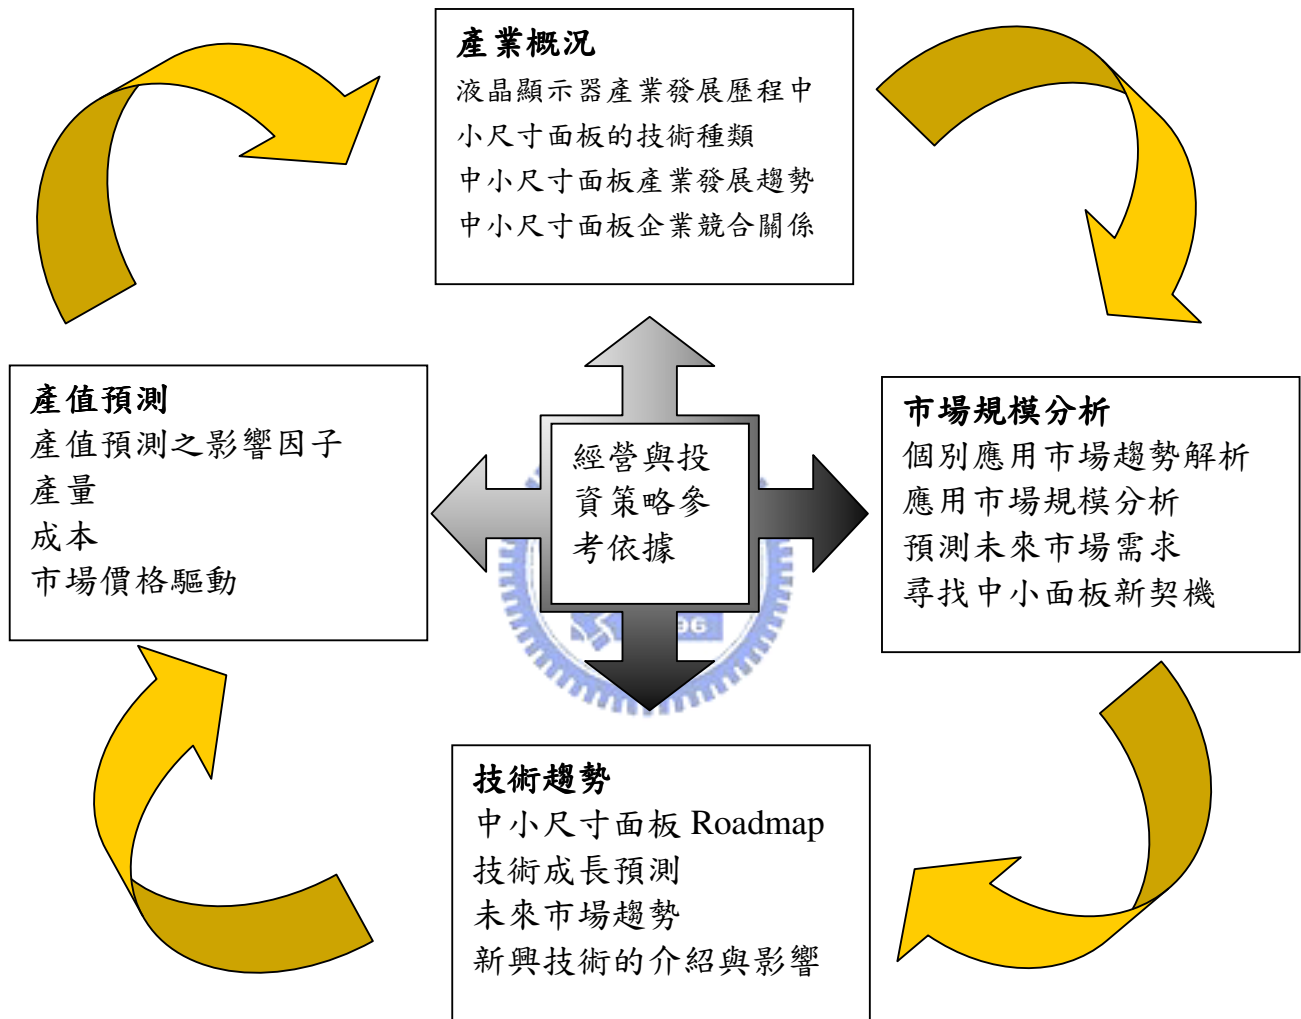 產業概況
液晶顯示器產業發展歷程中
小尺寸面板的技術種類
中小尺寸面板產業發展趨勢
中小尺寸面板企業競合關係
產值預測
產值預測之影響因子
產量
成本
市場價格驅動
經營與投
資策略參
考依據
96
市場規模分析
個別應用市場趨勢解析
應用市場規模分析
預測未來市場需求
尋找中小面板新契機
技術趨勢
中小尺寸面板 Roadmap
技術成長預測
未來市場趨勢
新興技術的介紹與影響